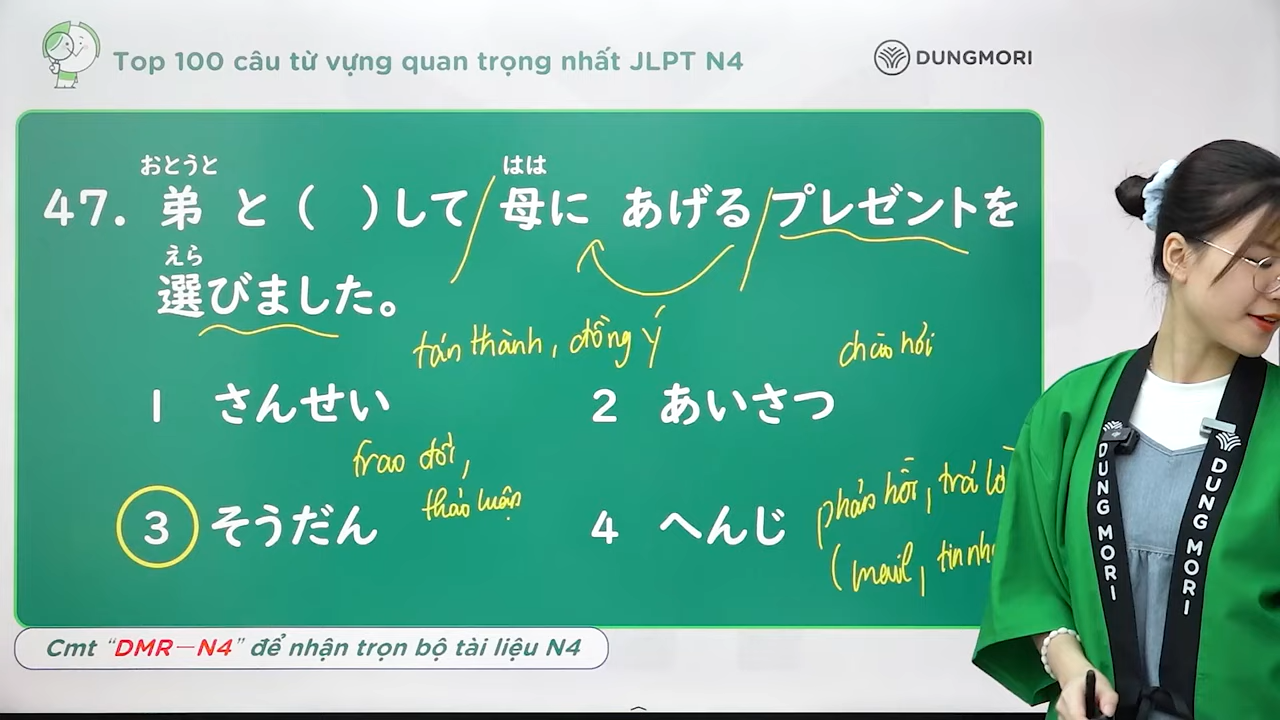 Top 100 câu từ vựng quan trọng nhất JLPT N4
DUNGMORI
おとうと はは
47. 弟 と ( )して 母に あげる プレゼントを
えら
選びました。
tán thành, đồng ý
chào hỏi
1 さんせい 2 あいさつ
trao đổi,
thảo luận
phản hồi, trả
(mail,
3 そうだん 4 へんじ
Cmt “DMR－N4” để nhận trọn bộ tài liệu N4
DUNG MORI
DUNG MORI